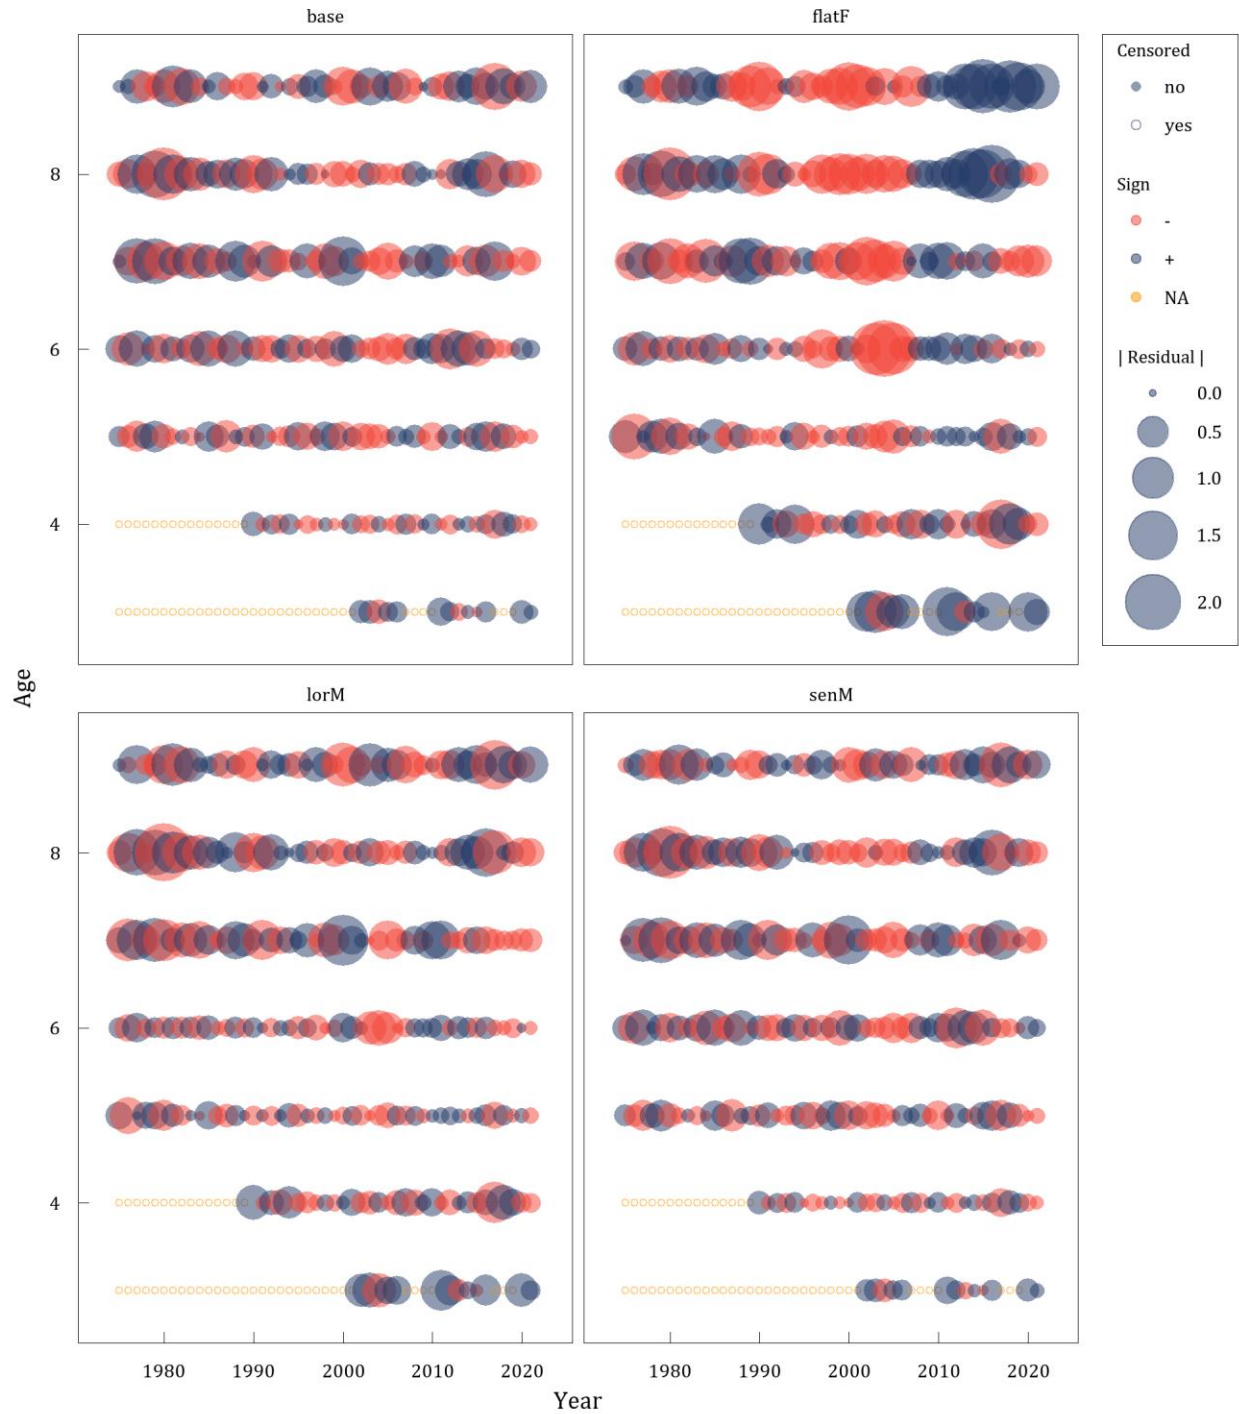 base
flatF
8
6
4
Censored
no
yes
Sign
-
+
NA
| Residual |
0.0
0.5
1.0
1.5
2.0
Age
lorM
senM
8
6
4
1980 1990 2000 2010 2020
1980 1990 2000 2010 2020
Year